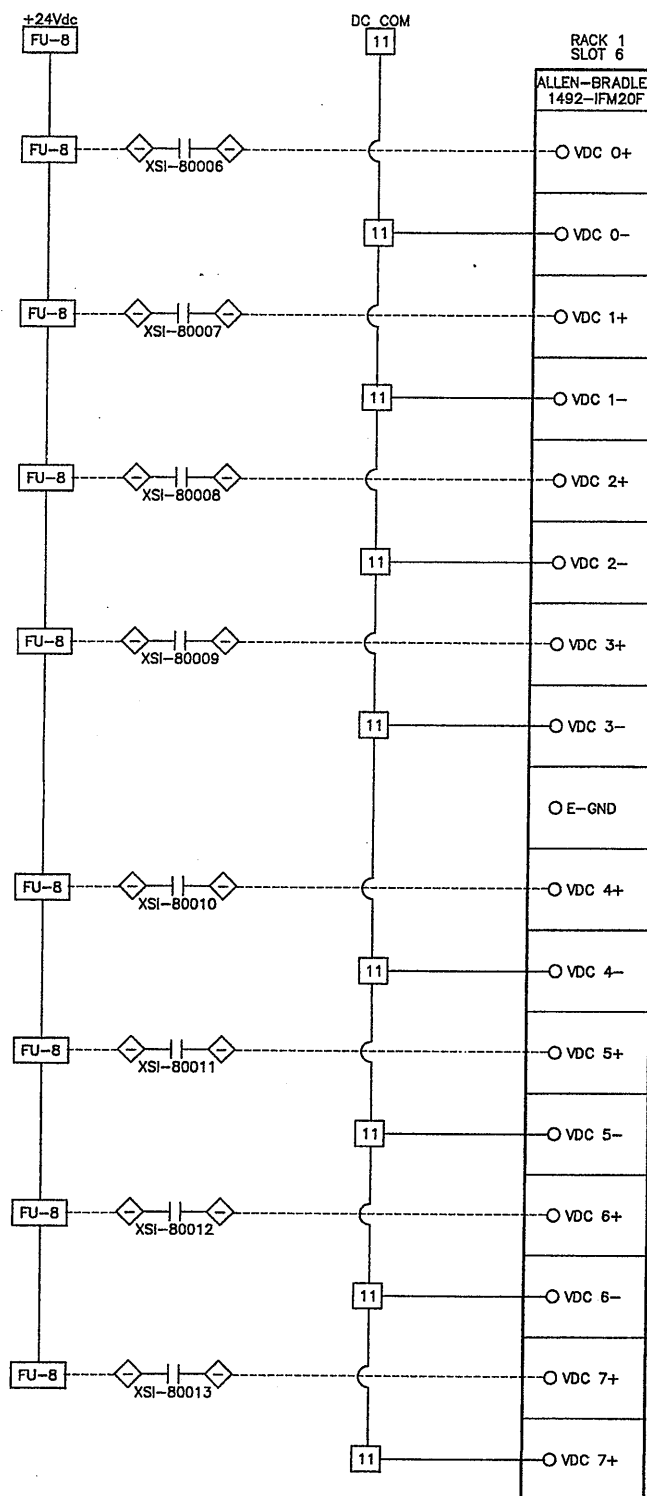 +24Vdc
FU-8
DC COM
11
RACK 1
SLOT 6
ALLEN-BRADLE
1492-IFM20F
FU-8
XSI-80006
VDC 0+
11
VDC 0-
FU-8
XSI-80007
VDC 1+
11
VDC 1-
FU-8
XSI-80008
VDC 2+
11
VDC 2-
FU-8
XSI-80009
VDC 3+
11
VDC 3-
E-GND
FU-8
XSI-80010
VDC 4+
11
VDC 4-
FU-8
XSI-80011
VDC 5+
11
VDC 5-
FU-8
XSI-80012
VDC 6+
11
VDC 6-
FU-8
XSI-80013
VDC 7+
11
VDC 7+